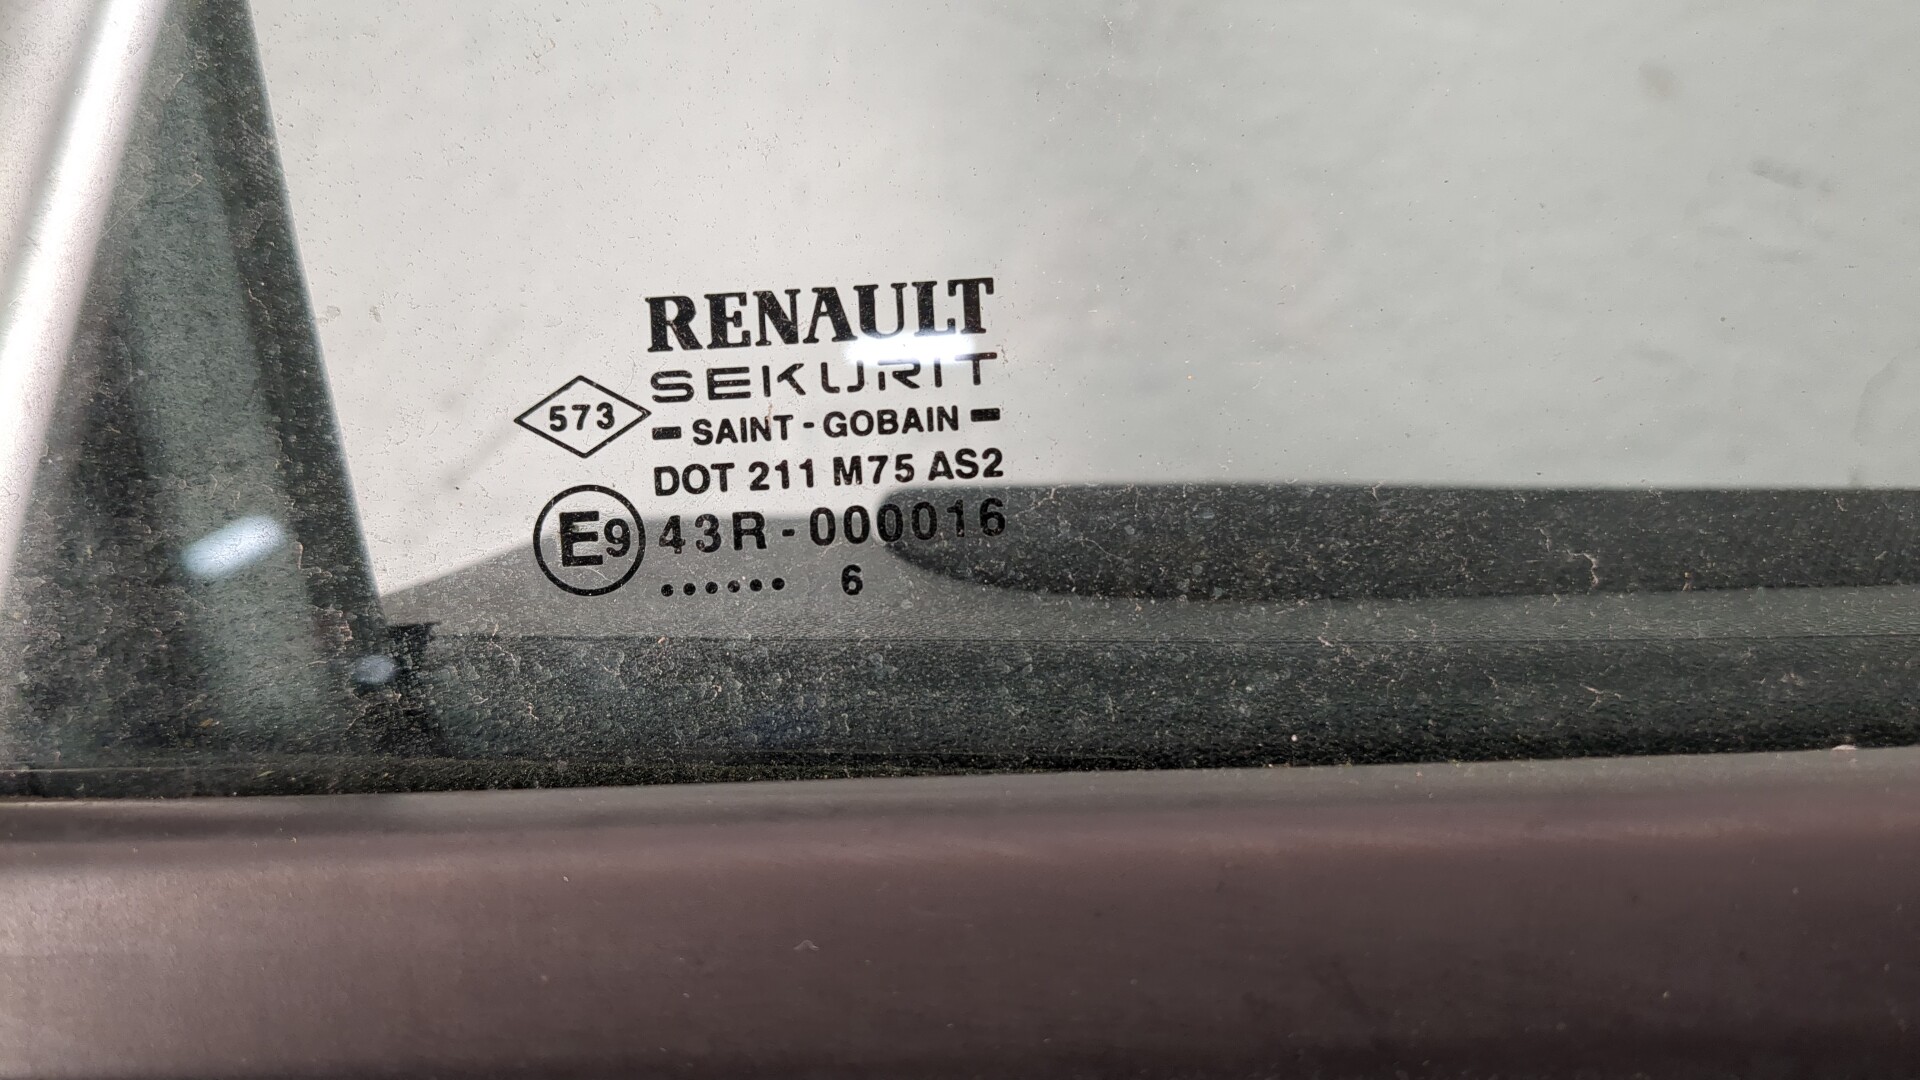 RENAULT
SEKURIT
573
SAINT-GOBAIN
DOT 211 M75 AS2
E9 43R-000016
...... 6